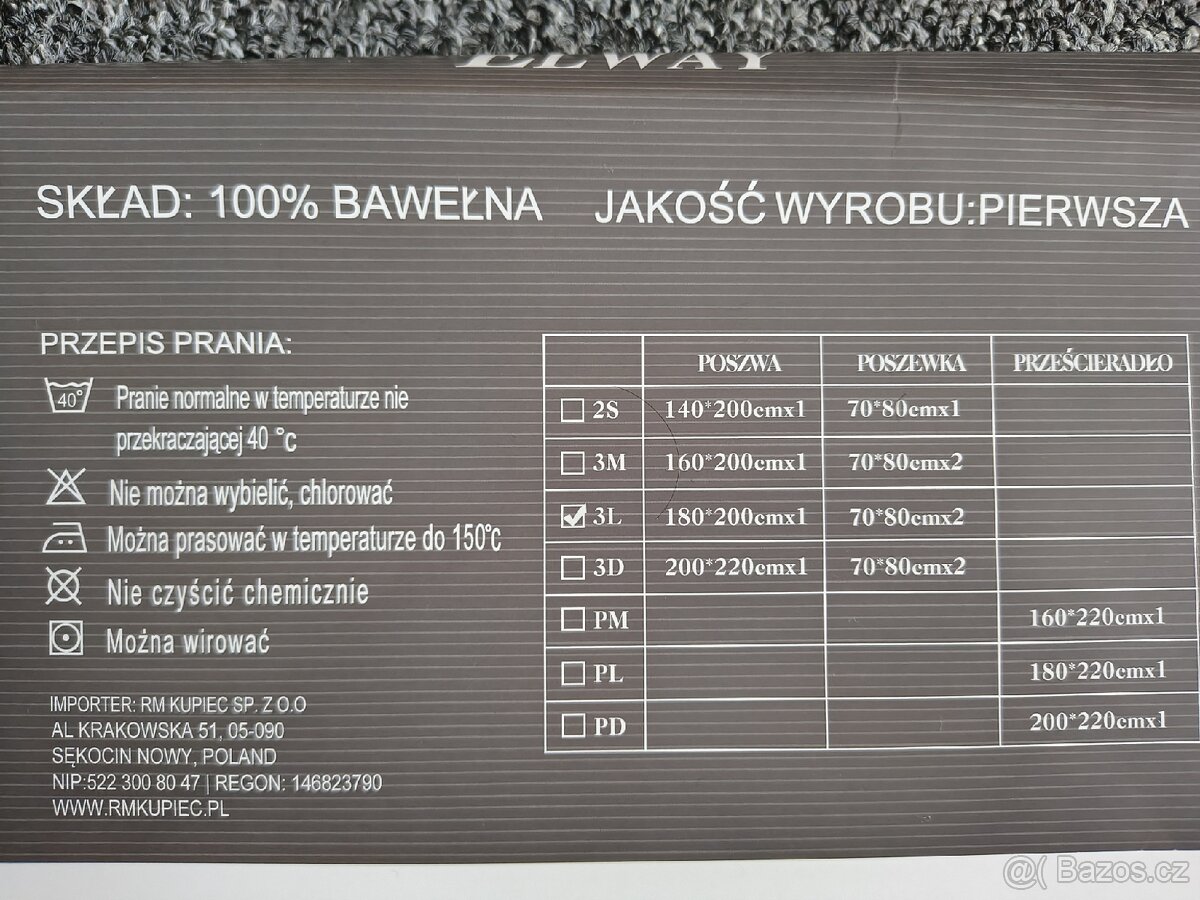 ELWAY
SKŁAD: 100% BAWEŁNA
JAKOŚĆ WYROBU:PIERWSZA
PRZEPIS PRANIA:
40° Pranie normalne w temperaturze nie
przekraczającej 40 °c
Nie można wybielić, chlorować
Można prasować w temperaturze do 150°c
Nie czyścić chemicznie
Można wirować
IMPORTER: RM KUPIEC SP. Z O.O
AL KRAKOWSKA 51, 05-090
SĘKOCIN NOWY, POLAND
NIP:522 300 80 47 | REGON: 146823790
WWW.RMKUPIEC.PL
POSZWA POSZEWKA PRZEŚCIERADŁO
2S 140*200cmx1 70*80cmx1
3M 160*200cmx1 70*80cmx2
3L 180*200cmx1 70*80cmx2
3D 200*220cmx1 70*80cmx2
PM 160*220cmx1
PL 180*220cmx1
PD 200*220cmx1
@( Bazos.cz